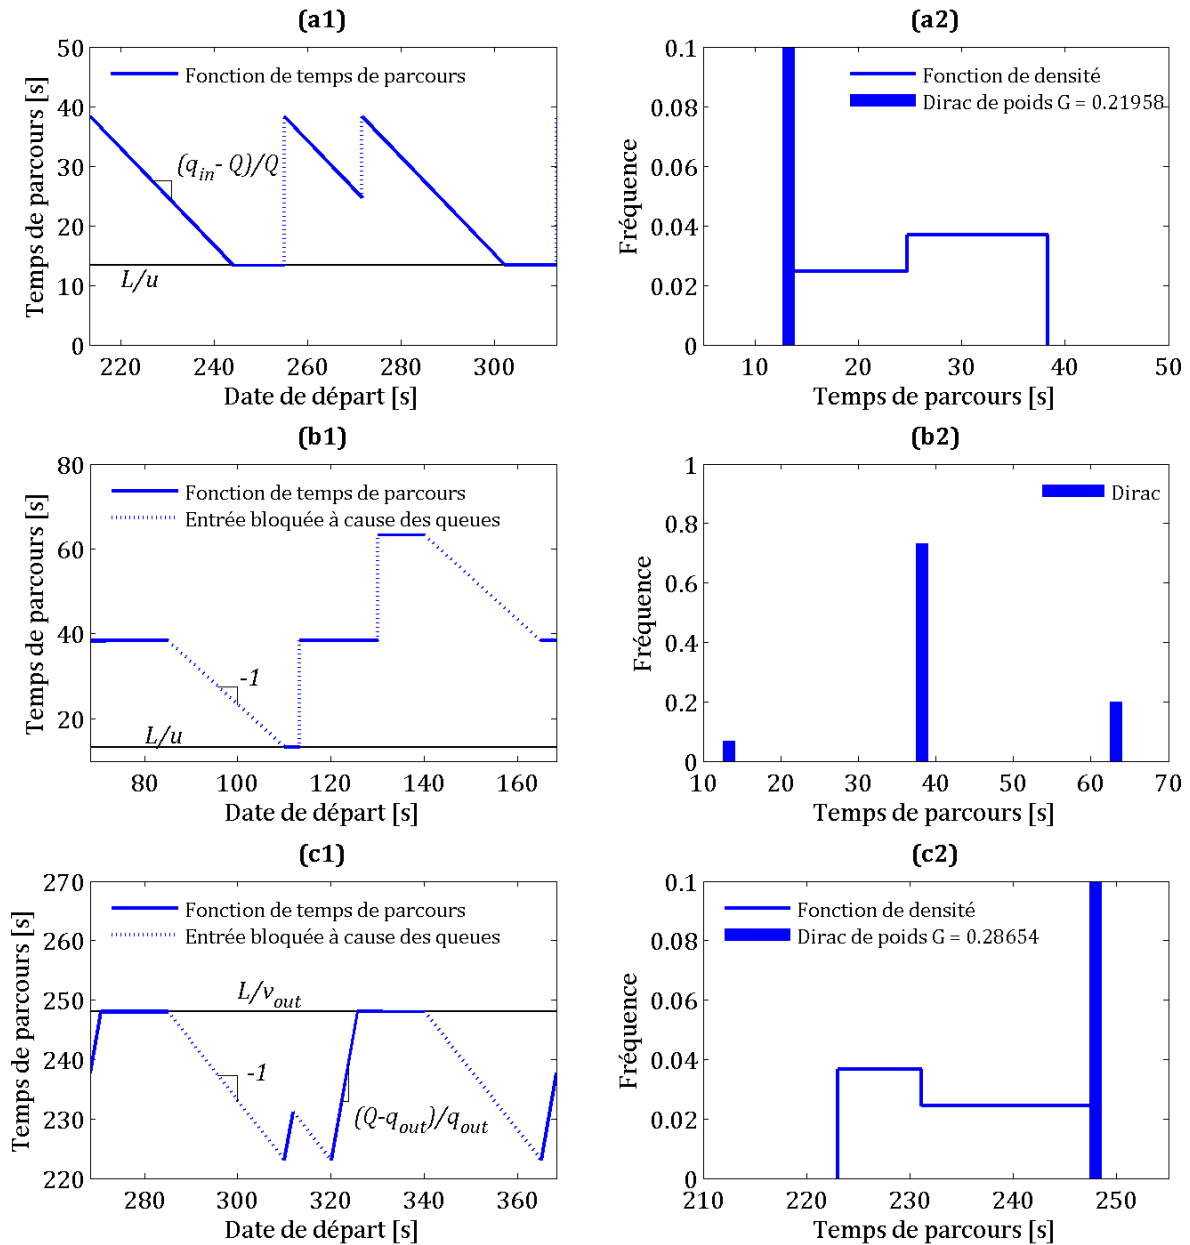 (a1)
50
40
30
20
10
0
Temps de parcours [s]
Fonction de temps de parcours
(q_in - Q)/Q
L/u
220
240
260
280
300
Date de départ [s]
(a2)
0.1
0.08
0.06
0.04
0.02
0
Fréquence
Fonction de densité
Dirac de poids G = 0.21958
10
20
30
40
50
Temps de parcours [s]
(b1)
80
60
40
20
Temps de parcours [s]
Fonction de temps de parcours
Entrée bloquée à cause des queues
-1
L/u
80
100
120
140
160
Date de départ [s]
(b2)
1
0.8
0.6
0.4
0.2
0
Fréquence
Dirac
10
20
30
40
50
60
70
Temps de parcours [s]
(c1)
270
260
250
240
230
220
Temps de parcours [s]
Fonction de temps de parcours
Entrée bloquée à cause des queues
L/v_out
-1
(Q-q_out)/q_out
280
300
320
340
360
Date de départ [s]
(c2)
0.1
0.08
0.06
0.04
0.02
0
Fréquence
Fonction de densité
Dirac de poids G = 0.28654
210
220
230
240
250
Temps de parcours [s]